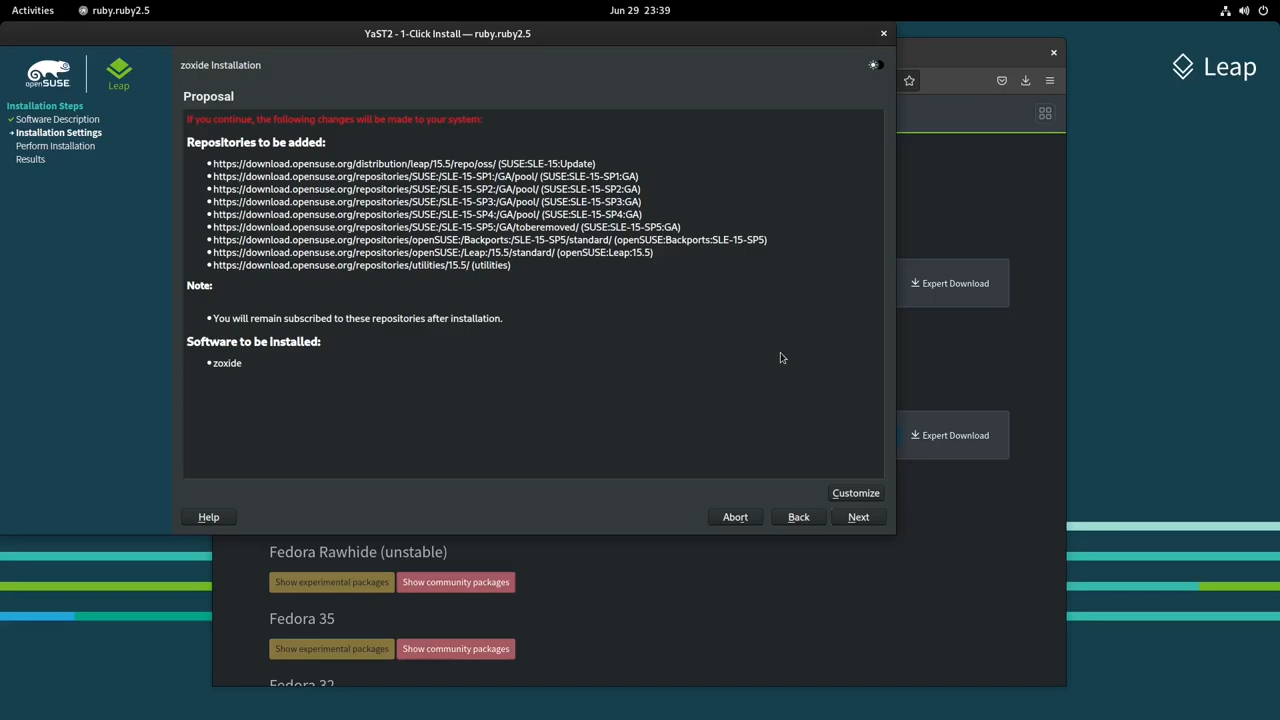 Activities
ruby.ruby2.5
Jun 29 23:39
YaST2 - 1-Click Install — ruby.ruby2.5
openSUSE
Leap
zoxide Installation
Installation Steps
Software Description
Installation Settings
Perform Installation
Results
Proposal
If you continue, the following changes will be made to your system:
Repositories to be added:
• https://download.opensuse.org/distribution/leap/15.5/repo/oss/ (SUSE:SLE-15:Update)
• https://download.opensuse.org/repositories/SUSE:/SLE-15-SP1:/GA/pool/ (SUSE:SLE-15-SP1:GA)
• https://download.opensuse.org/repositories/SUSE:/SLE-15-SP2:/GA/pool/ (SUSE:SLE-15-SP2:GA)
• https://download.opensuse.org/repositories/SUSE:/SLE-15-SP3:/GA/pool/ (SUSE:SLE-15-SP3:GA)
• https://download.opensuse.org/repositories/SUSE:/SLE-15-SP4:/GA/pool/ (SUSE:SLE-15-SP4:GA)
• https://download.opensuse.org/repositories/SUSE:/SLE-15-SP5:/GA/toberemoved/ (SUSE:SLE-15-SP5:GA)
• https://download.opensuse.org/repositories/openSUSE:/Backports:/SLE-15-SP5/standard/ (openSUSE:Backports:SLE-15-SP5)
• https://download.opensuse.org/repositories/openSUSE:/Leap:/15.5/standard/ (openSUSE:Leap:15.5)
• https://download.opensuse.org/repositories/utilities/15.5/ (utilities)
Note:
• You will remain subscribed to these repositories after installation.
Software to be installed:
• zoxide
Customize
Help
Abort
Back
Next
Leap
Expert Download
Expert Download
Fedora Rawhide (unstable)
Show experimental packages
Show community packages
Fedora 35
Show experimental packages
Show community packages
Fedora 32